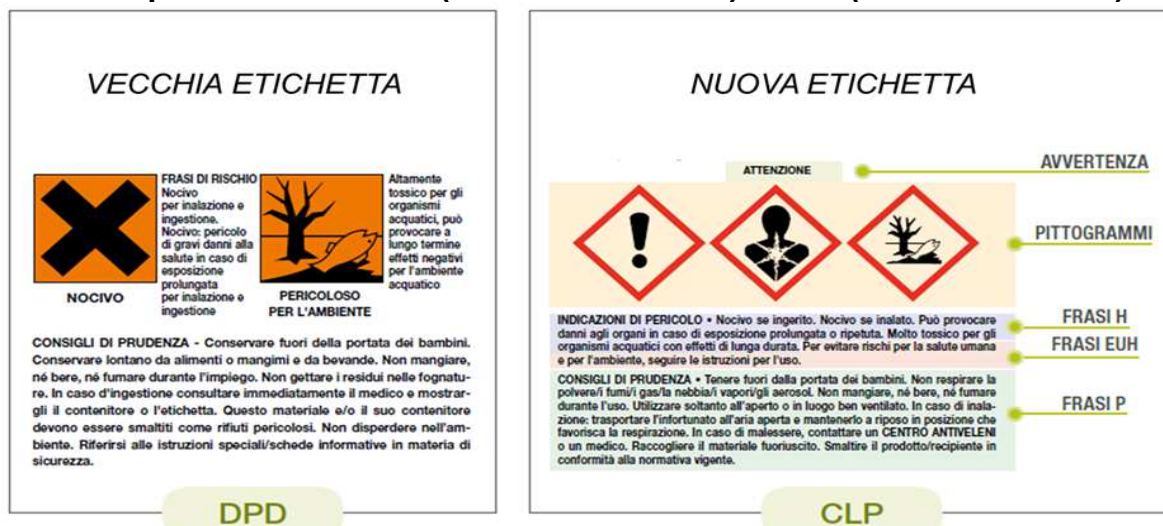 VECCHIA ETICHETTA
FRASI DI RISCHIO
Nocivo
per inalazione e
ingestione.
Nocivo: pericolo
di gravi danni alla
salute in caso di
esposizione
prolungata
per inalazione e
ingestione
NOCIVO
Altamente
tossico per gli
organismi
acquatici, può
provocare a
lungo termine
effetti negativi
per l'ambiente
acquatico
PERICOLOSO
PER L'AMBIENTE
CONSIGLI DI PRUDENZA - Conservare fuori della portata dei bambini.
Conservare lontano da alimenti o mangimi e da bevande. Non mangiare,
né bere, né fumare durante l'impiego. Non gettare i residui nelle fognatu-
re. In caso d'ingestione consultare immediatamente il medico e mostrar-
gli il contenitore o l'etichetta. Questo materiale e/o il suo contenitore
devono essere smaltiti come rifiuti pericolosi. Non disperdere nell'am-
biente. Riferirsi alle istruzioni speciali/schede informative in materia di
sicurezza.
DPD
NUOVA ETICHETTA
ATTENZIONE
AVVERTENZA
PITTOGRAMMI
INDICAZIONI DI PERICOLO • Nocivo se ingerito. Nocivo se inalato. Può provocare
danni agli organi in caso di esposizione prolungata o ripetuta. Molto tossico per gli
organismi acquatici con effetti di lunga durata. Per evitare rischi per la salute umana
e per l'ambiente, seguire le istruzioni per l'uso.
FRASI H
FRASI EUH
CONSIGLI DI PRUDENZA • Tenere fuori dalla portata dei bambini. Non respirare la
polvere/i fumi/i gas/la nebbia/i vapori/gli aerosol. Non mangiare, né bere, né fumare
durante l'uso. Utilizzare soltanto all'aperto o in luogo ben ventilato. In caso di inala-
zione: trasportare l'infortunato all'aria aperta e mantenerlo a riposo in posizione che
favorisca la respirazione. In caso di malessere, contattare un CENTRO ANTIVELENI
o un medico. Raccogliere il materiale fuoriuscito. Smaltire il prodotto/recipiente in
conformità alla normativa vigente.
FRASI P
CLP